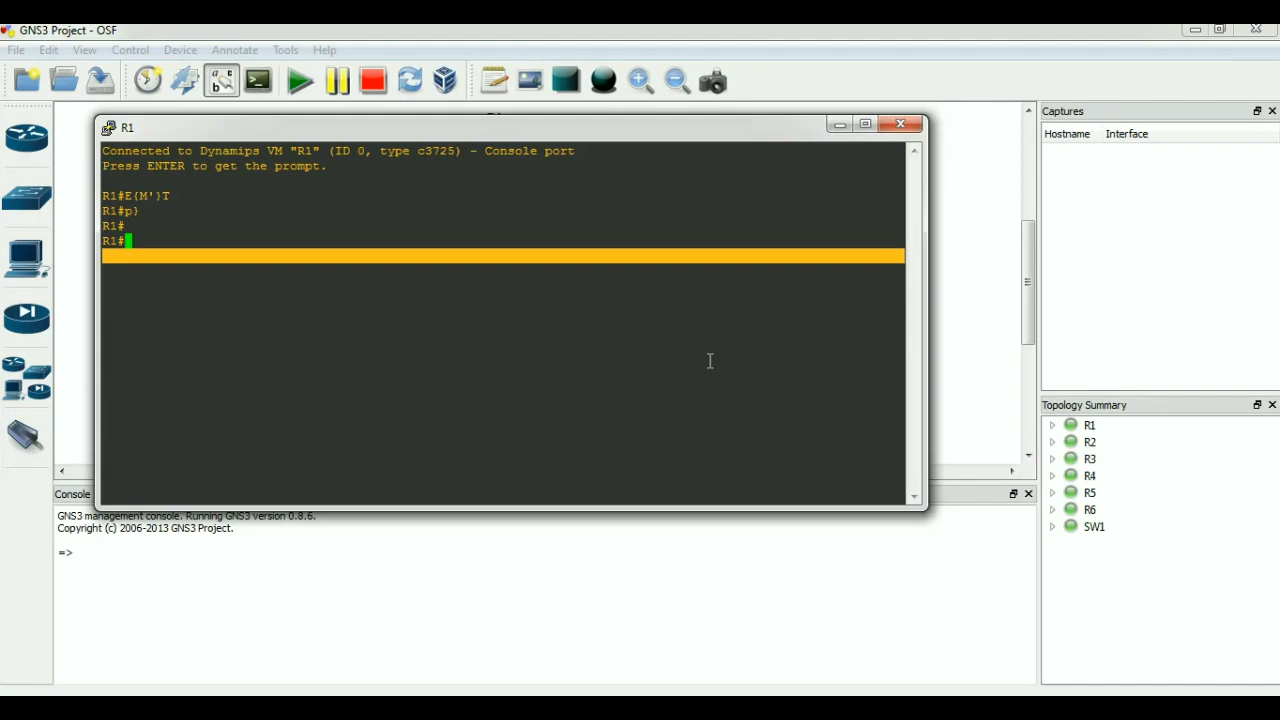 GNS3 Project - OSF
File Edit View Control Device Annotate Tools Help
R1
Connected to Dynamips VM "R1" (ID 0, type c3725) - Console port
Press ENTER to get the prompt.
R1#E{M'}T
R1#p}
R1#
R1#
Captures
Hostname Interface
Topology Summary
R1
R2
R3
R4
R5
R6
SW1
Console
GNS3 management console. Running GNS3 version 0.8.6.
Copyright (c) 2006-2013 GNS3 Project.
=>